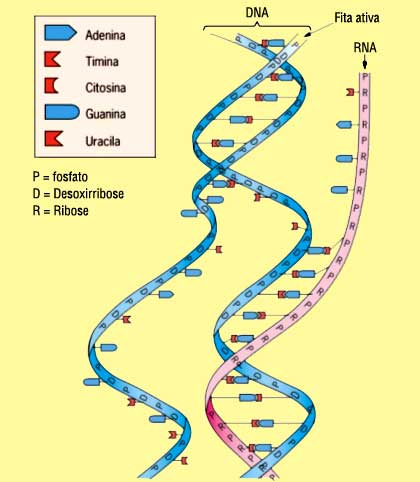 Adenina
Timina
Citosina
Guanina
Uracila
P = fosfato
D = Desoxirribose
R = Ribose
DNA
Fita ativa
RNA